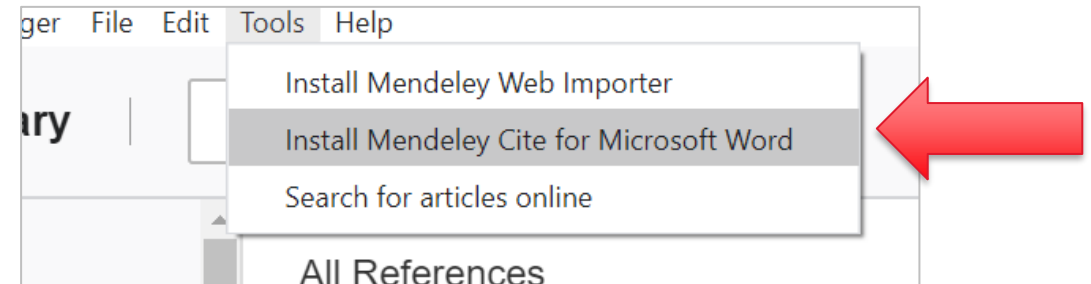 ger File Edit Tools Help
Install Mendeley Web Importer
ary
Install Mendeley Cite for Microsoft Word
Search for articles online
All References